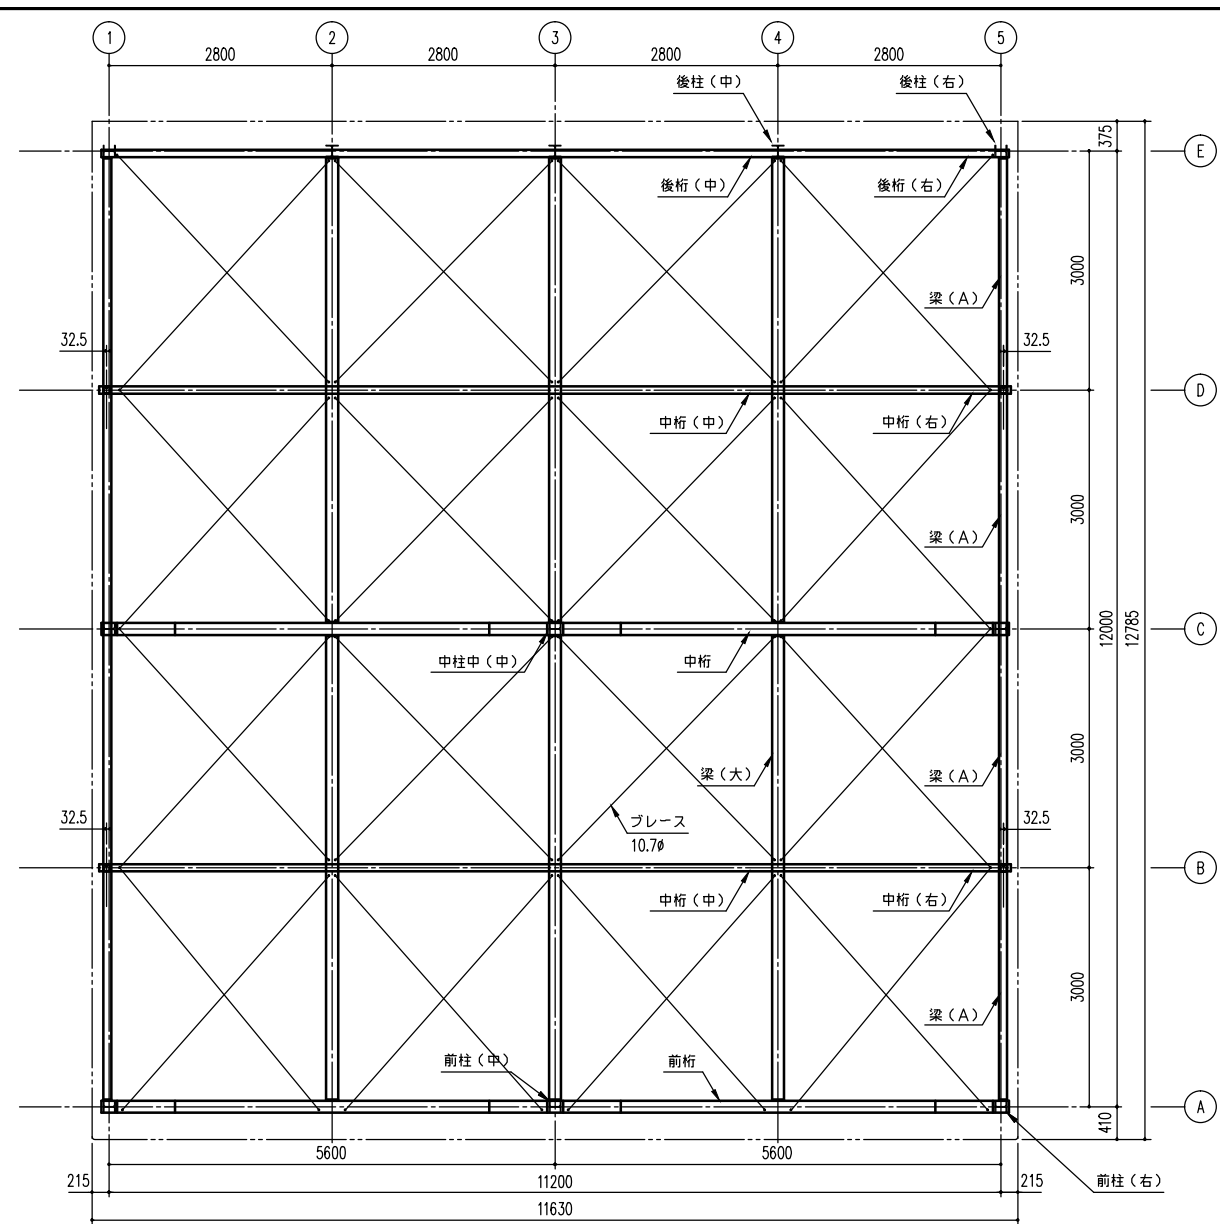 1
2
3
4
5
2800
2800
2800
2800
後柱（中）
後柱（右）
375
E
後桁（中）
後桁（右）
3000
梁（A）
32.5
32.5
D
中桁（中）
中桁（右）
3000
梁（A）
12000
12785
C
中柱中（中）
中桁
3000
梁（大）
梁（A）
32.5
ブレース
10.7φ
32.5
B
中桁（中）
中桁（右）
3000
梁（A）
前柱（中）
前桁
A
410
5600
5600
215
11200
215
前柱（右）
11630